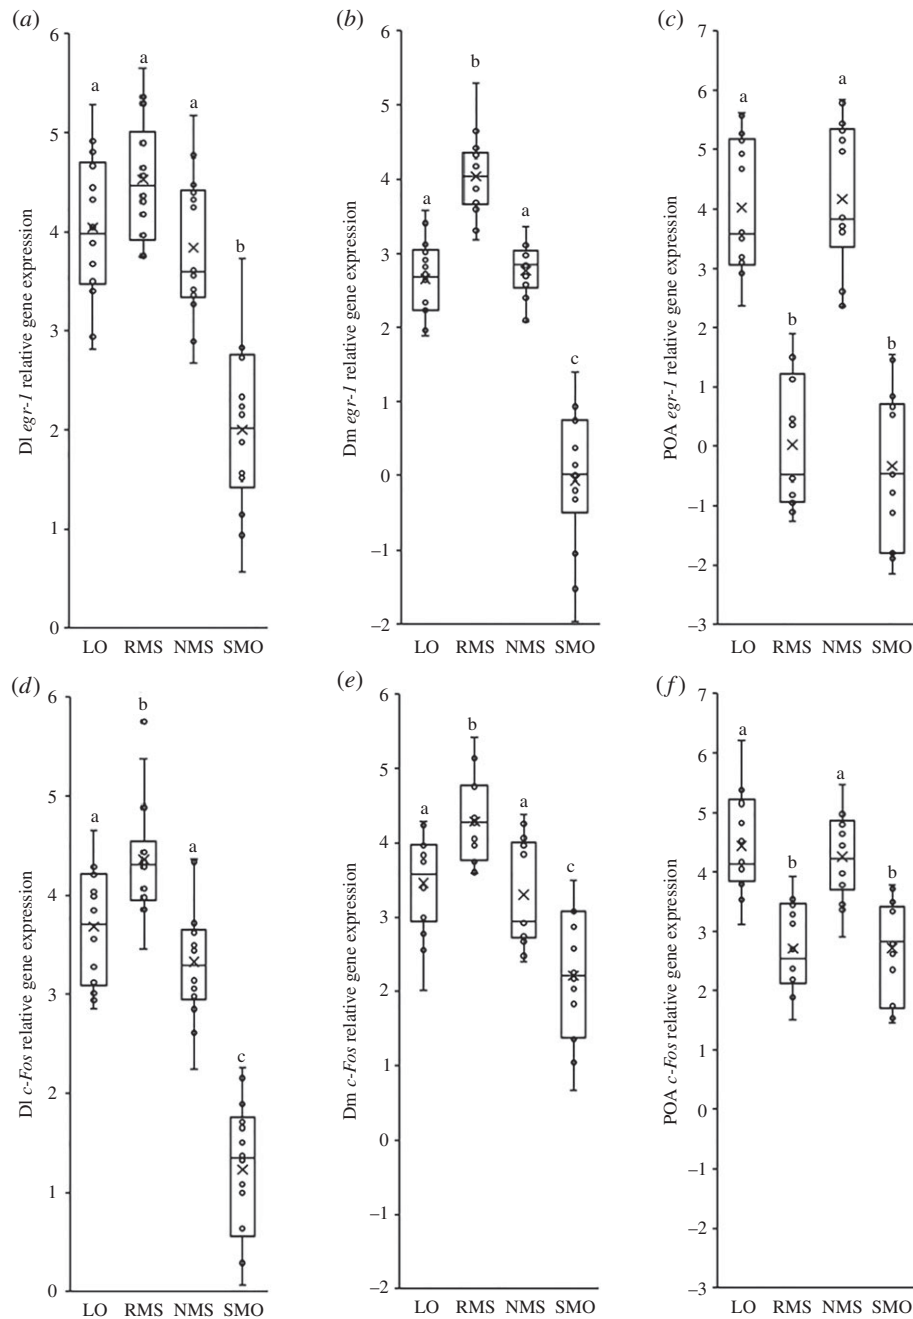 (a)
Dl egr-1 relative gene expression
6
5
4
3
2
1
0
a
a
a
b
LO RMS NMS SMO
(b)
Dm egr-1 relative gene expression
6
5
4
3
2
1
0
–1
–2
a
b
a
c
LO RMS NMS SMO
(c)
POA egr-1 relative gene expression
7
6
5
4
3
2
1
0
–1
–2
–3
a
b
a
b
LO RMS NMS SMO
(d)
Dl c-Fos relative gene expression
6
5
4
3
2
1
0
a
b
a
c
LO RMS NMS SMO
(e)
Dm c-Fos relative gene expression
6
5
4
3
2
1
0
–1
–2
a
b
a
c
LO RMS NMS SMO
(f)
POA c-Fos relative gene expression
7
6
5
4
3
2
1
0
–1
–2
–3
a
b
a
b
LO RMS NMS SMO